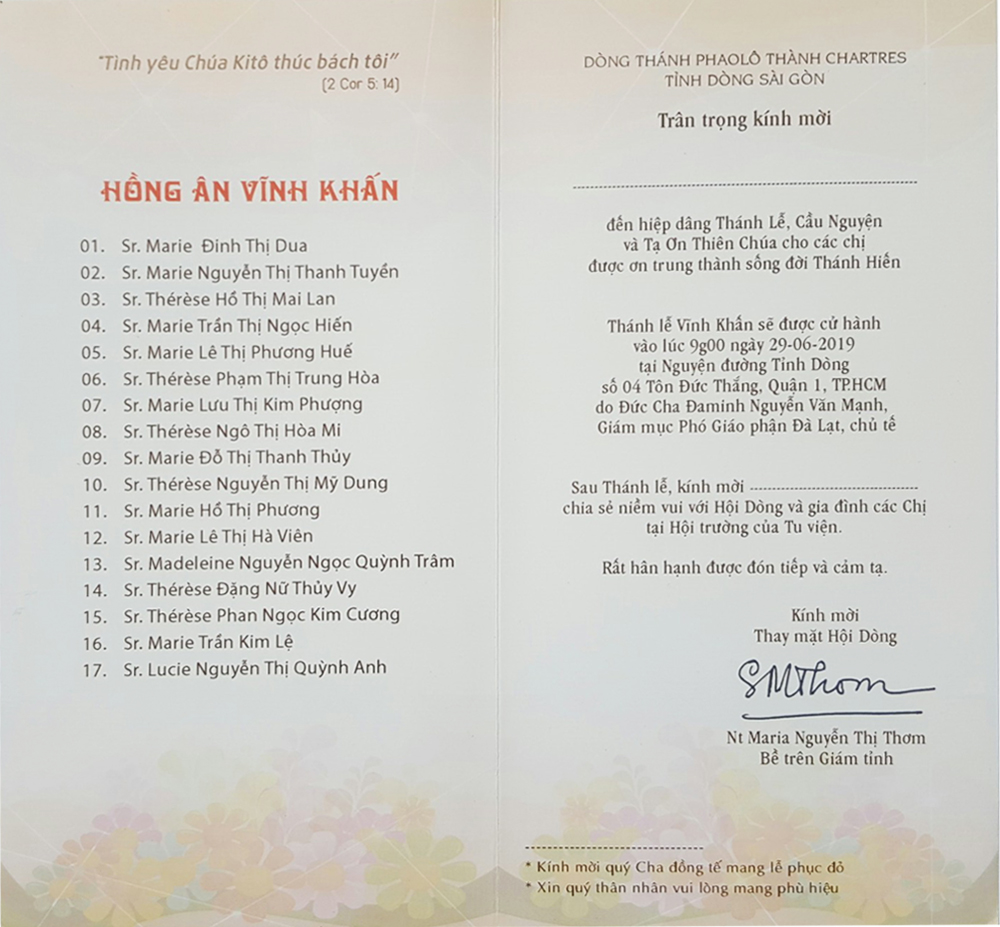 "Tình yêu Chúa Kitô thúc bách tôi"
(2 Cor 5: 14)
HỒNG ÂN VĨNH KHẤN
01. Sr. Marie Đinh Thị Dua
02. Sr. Marie Nguyễn Thị Thanh Tuyền
03. Sr. Thérèse Hồ Thị Mai Lan
04. Sr. Marie Trần Thị Ngọc Hiến
05. Sr. Marie Lê Thị Phương Huế
06. Sr. Thérèse Phạm Thị Trung Hòa
07. Sr. Marie Lưu Thị Kim Phượng
08. Sr. Thérèse Ngô Thị Hòa Mi
09. Sr. Marie Đỗ Thị Thanh Thủy
10. Sr. Thérèse Nguyễn Thị Mỹ Dung
11. Sr. Marie Hồ Thị Phương
12. Sr. Marie Lê Thị Hà Viên
13. Sr. Madeleine Nguyễn Ngọc Quỳnh Trâm
14. Sr. Thérèse Đặng Nữ Thủy Vy
15. Sr. Thérèse Phan Ngọc Kim Cương
16. Sr. Marie Trần Kim Lệ
17. Sr. Lucie Nguyễn Thị Quỳnh Anh
DÒNG THÁNH PHAOLÔ THÀNH CHARTRES
TỈNH DÒNG SÀI GÒN
Trân trọng kính mời
đến hiệp dâng Thánh Lễ, Cầu Nguyện
và Tạ Ơn Thiên Chúa cho các chị
được ơn trung thành sống đời Thánh Hiến
Thánh lễ Vĩnh Khấn sẽ được cử hành
vào lúc 9g00 ngày 29-06-2019
tại Nguyện đường Tỉnh Dòng
số 04 Tôn Đức Thắng, Quận 1, TP.HCM
do Đức Cha Đaminh Nguyễn Văn Mạnh,
Giám mục Phó Giáo phận Đà Lạt, chủ tế
Sau Thánh lễ, kính mời
chia sẻ niềm vui với Hội Dòng và gia đình các Chị
tại Hội trường của Tu viện.
Rất hân hạnh được đón tiếp và cảm tạ.
Kính mời
Thay mặt Hội Dòng
SMThom
Nt Maria Nguyễn Thị Thơm
Bề trên Giám tỉnh
* Kính mời quý Cha đồng tế mang lễ phục đỏ
* Xin quý thân nhân vui lòng mang phù hiệu